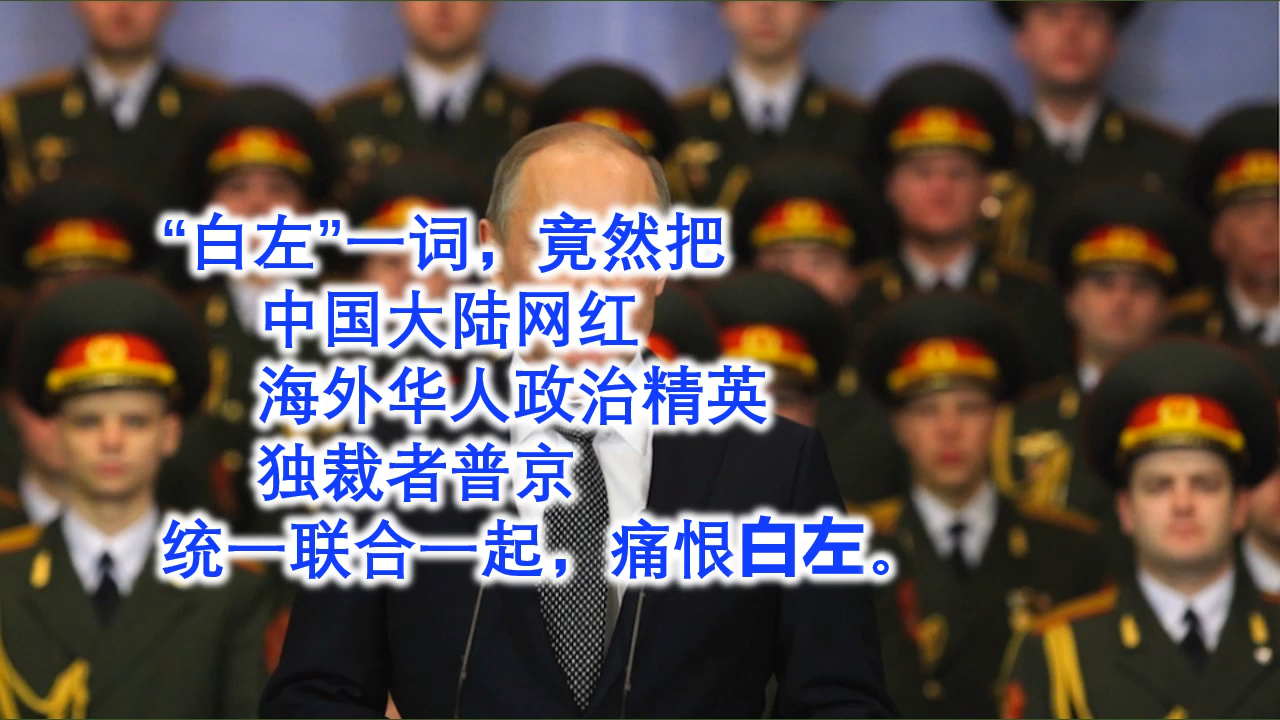 “白左”一词，竟然把
中国大陆网红
海外华人政治精英
独裁者普京
统一联合一起，痛恨白左。